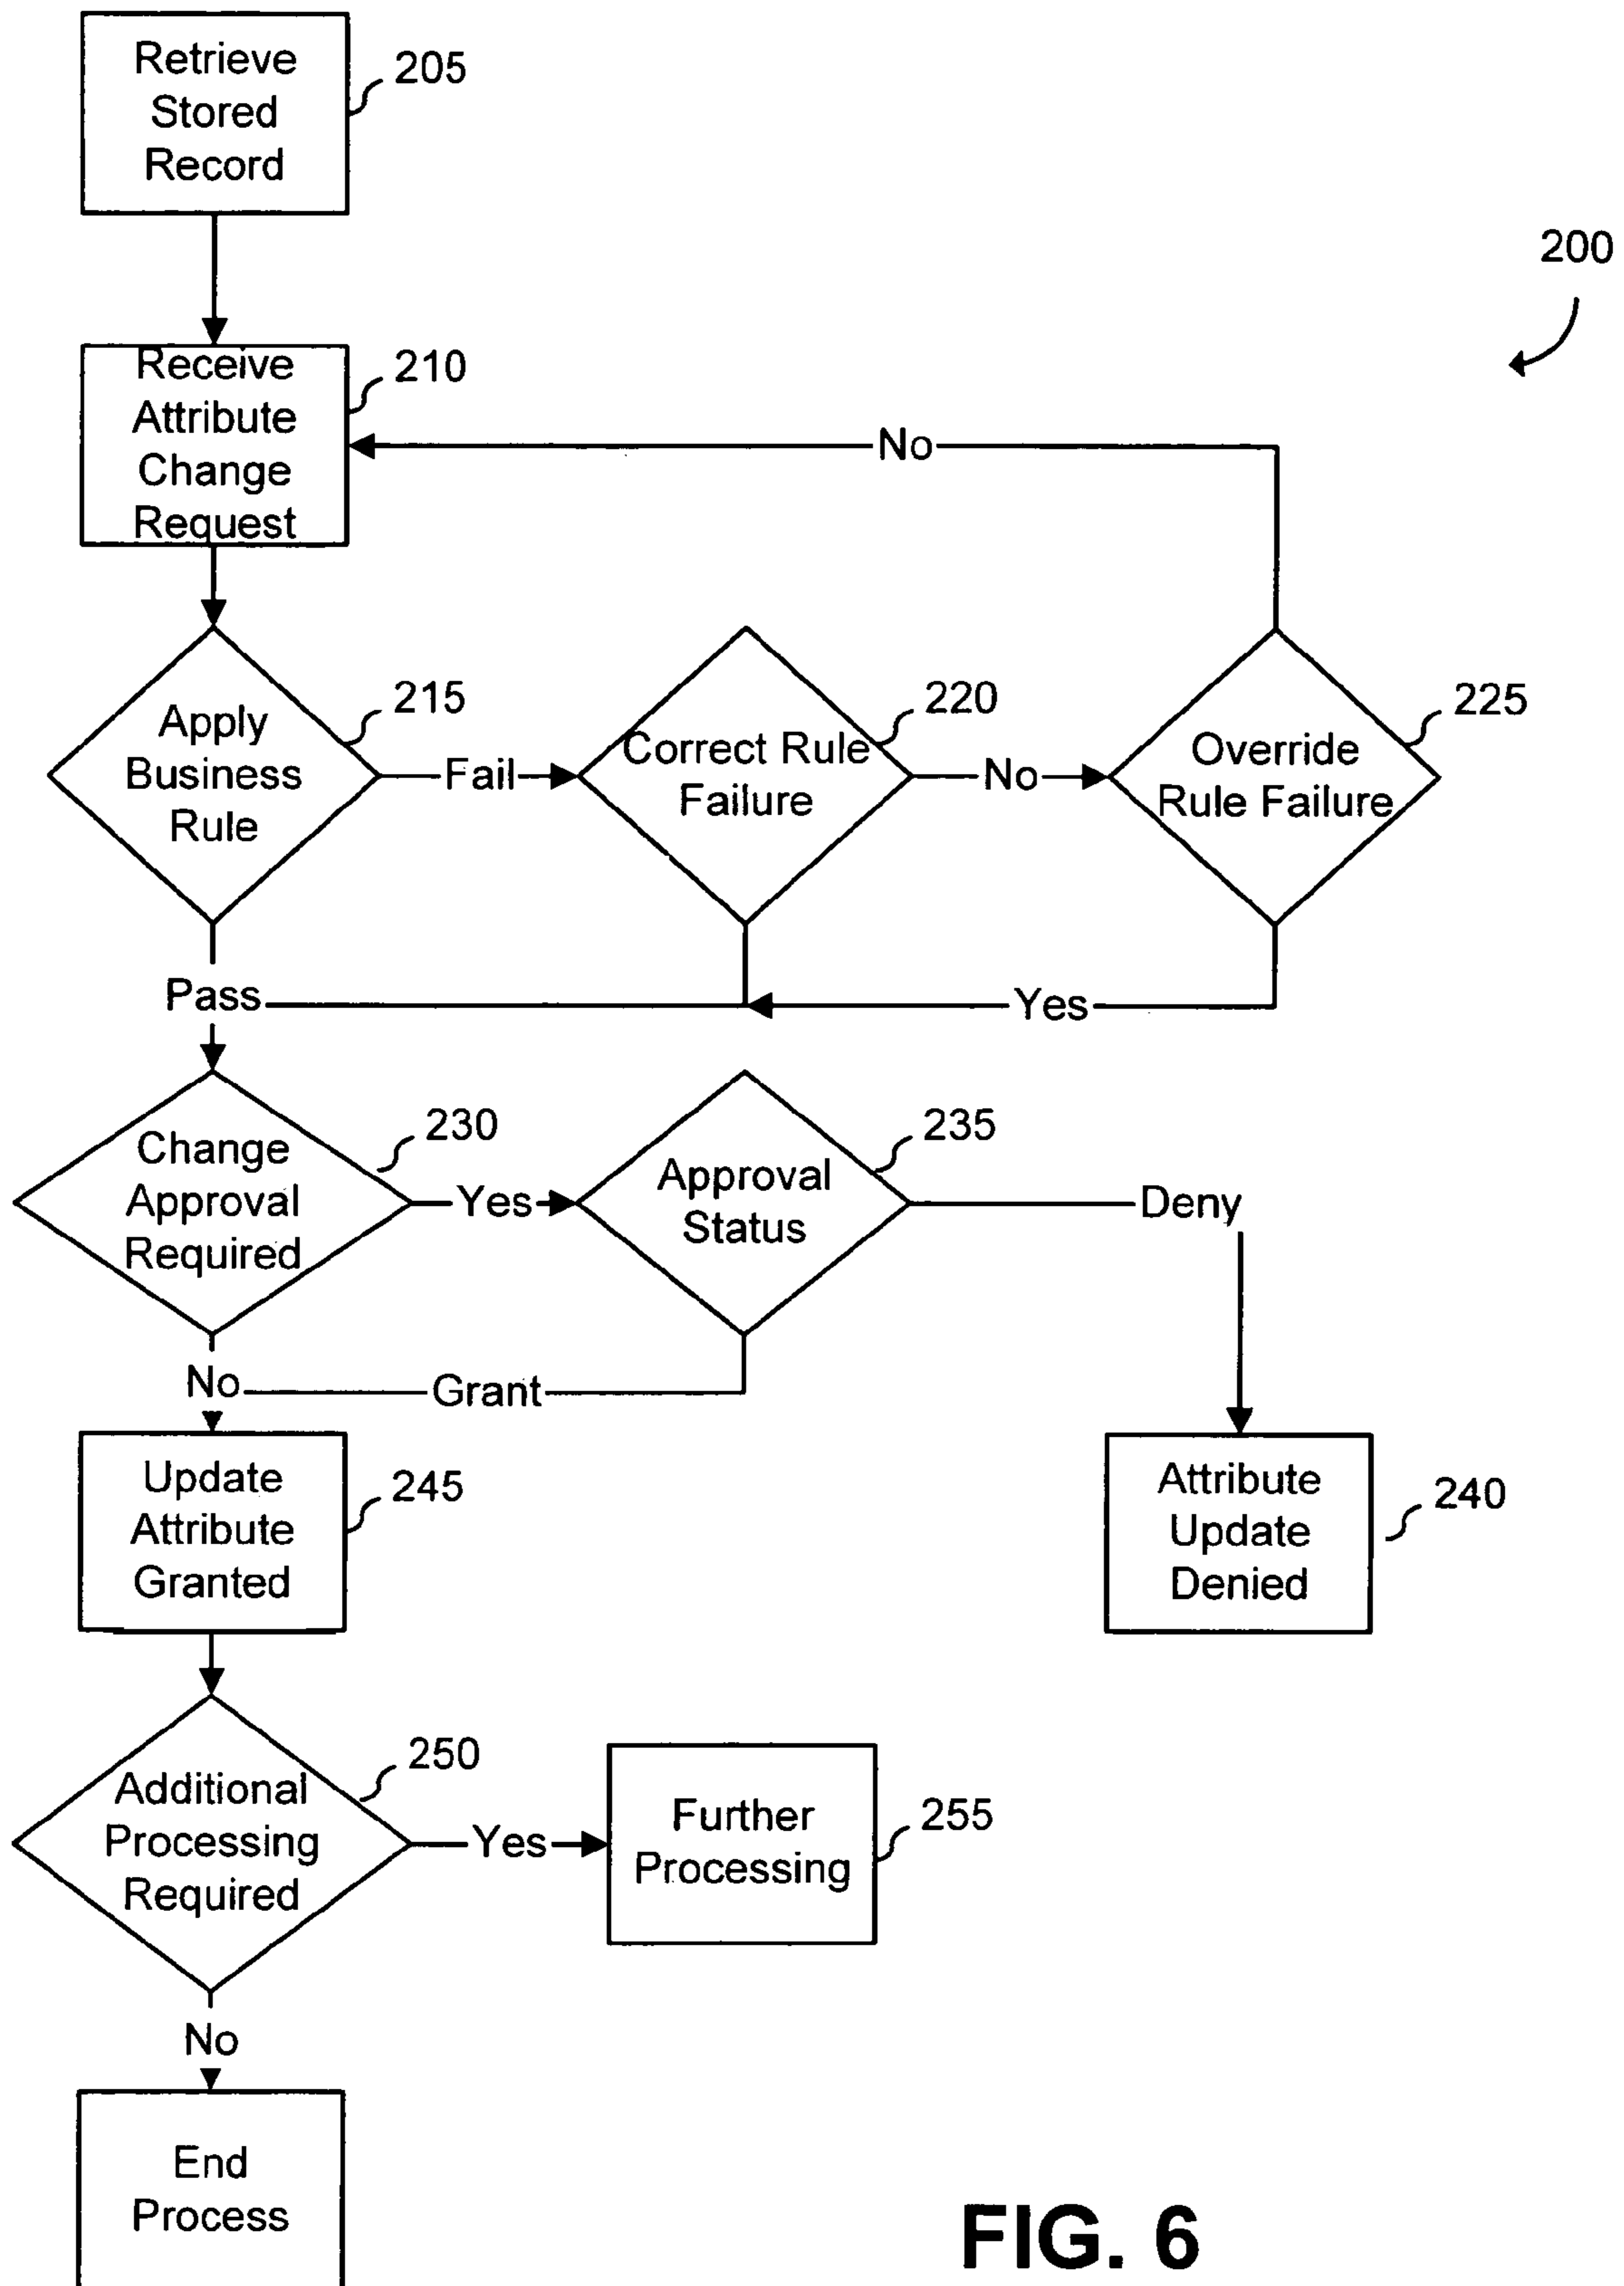 Retrieve
Stored
Record
205
200
Receive
Attribute
Change
Request
210
No
Apply
Business
Rule
215
Fail
Correct Rule
Failure
220
No
Override
Rule Failure
225
Pass
Yes
Change
Approval
Required
230
Yes
Approval
Status
235
Deny
No
Grant
Update
Attribute
Granted
245
Attribute
Update
Denied
240
Additional
Processing
Required
250
Yes
Further
Processing
255
No
End
Process
FIG. 6